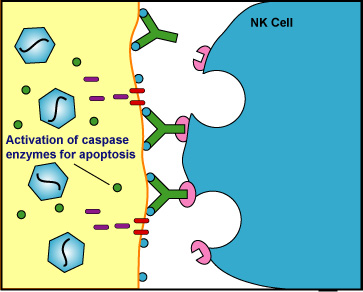 NK Cell
Activation of caspase
enzymes for apoptosis